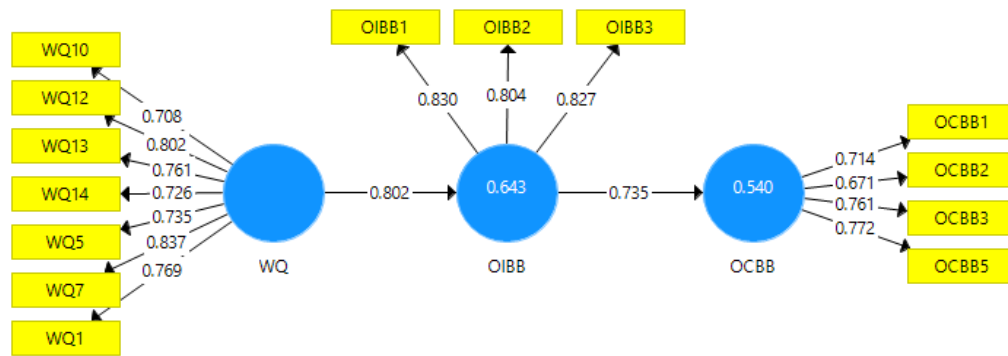 OIBB1
OIBB2
OIBB3
WQ10
WQ12
WQ13
WQ14
WQ5
WQ7
WQ1
0.708
0.802
0.761
0.726
0.735
0.837
0.769
0.830
0.804
0.827
WQ
0.802
0.643
OIBB
0.735
0.540
OCBB
0.714
0.671
0.761
0.772
OCBB1
OCBB2
OCBB3
OCBB5